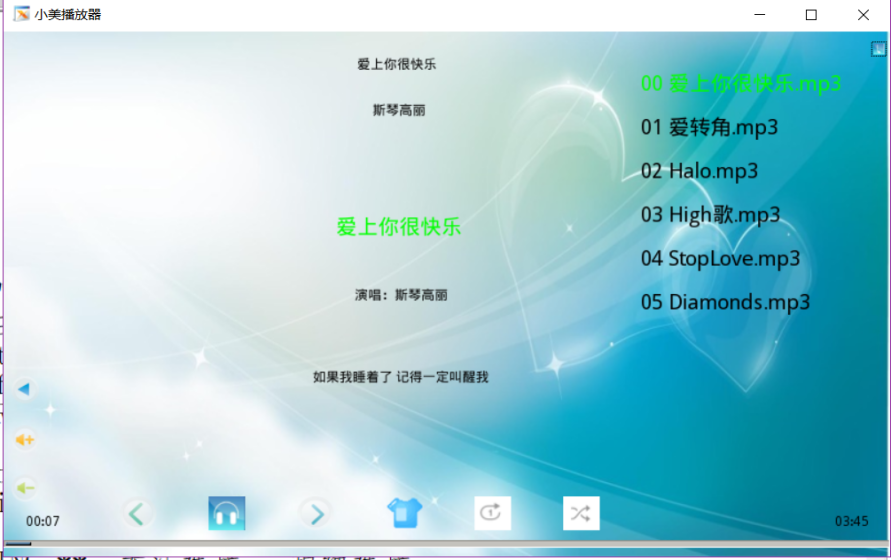 小美播放器
爱上你很快乐
斯琴高丽
爱上你很快乐
演唱：斯琴高丽
如果我睡着了 记得一定叫醒我
00 爱上你很快乐.mp3
01 爱转角.mp3
02 Halo.mp3
03 High歌.mp3
04 StopLove.mp3
05 Diamonds.mp3
1
00:07
03:45